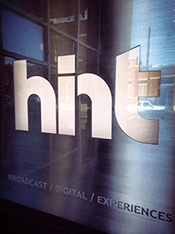 hint
BROADCAST / DIGITAL / EXPERIENCES